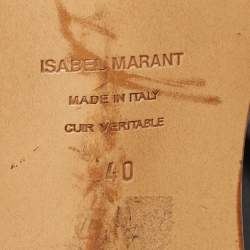 ISABEL MARANT
MADE IN ITALY
CUIR VERITABLE
40